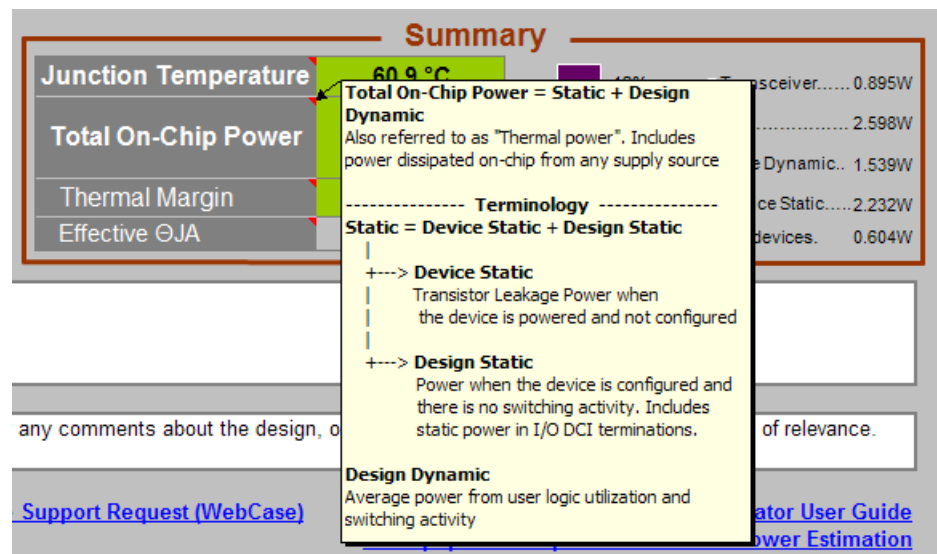 Summary
Junction Temperature
60.9 °C
Transceiver...... 0.895W
Total On-Chip Power
................ 2.598W
Dynamic.. 1.539W
Thermal Margin
Static.....2.232W
Effective ΘJA
devices. 0.604W
Total On-Chip Power = Static + Design
Dynamic
Also referred to as "Thermal power". Includes
power dissipated on-chip from any supply source
--------------- Terminology ---------------
Static = Device Static + Design Static
|
+---> Device Static
| Transistor Leakage Power when
| the device is powered and not configured
|
+---> Design Static
Power when the device is configured and
there is no switching activity. Includes
static power in I/O DCI terminations.
Design Dynamic
Average power from user logic utilization and
switching activity
any comments about the design, of relevance.
Support Request (WebCase)
User Guide
Estimation